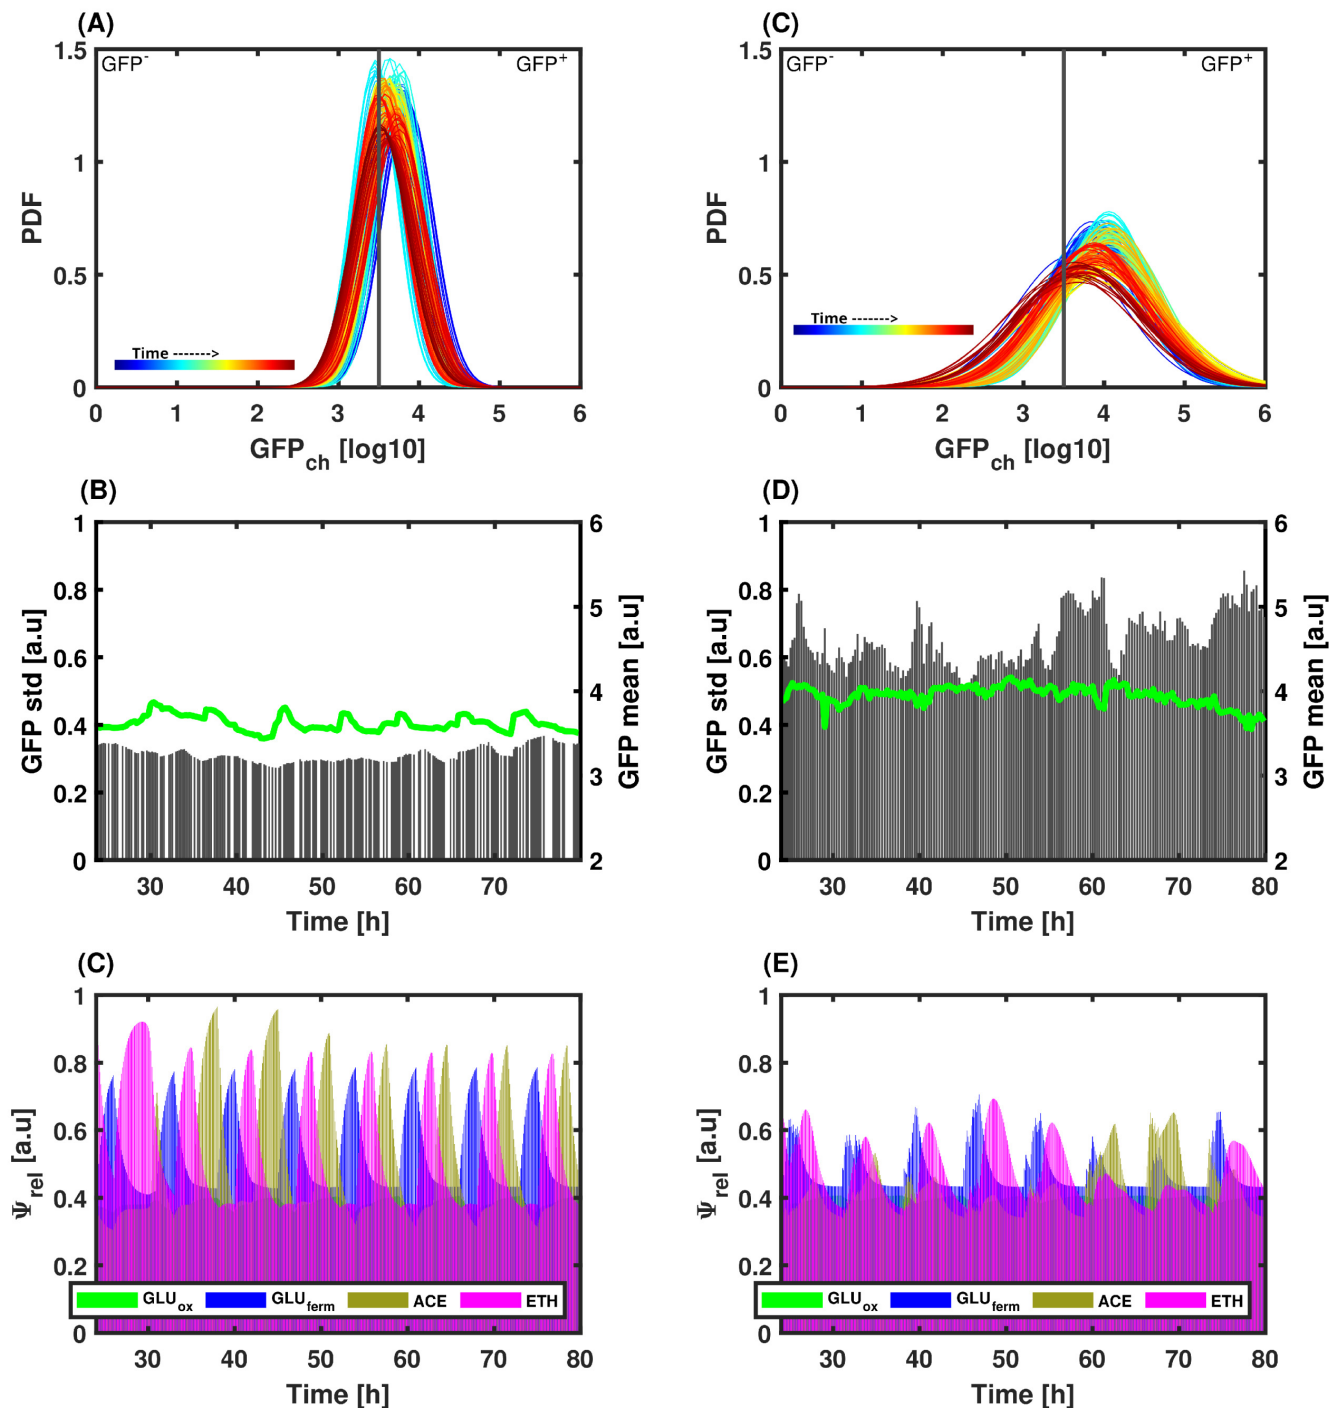 (A)
GFP-
GFP+
1.5
1
0.5
0
PDF
Time ------->
0 1 2 3 4 5 6
GFPch [log10]
(C)
GFP-
GFP+
1.5
1
0.5
0
PDF
Time ------->
0 1 2 3 4 5 6
GFPch [log10]
(B)
1
0.8
0.6
0.4
0.2
0
GFP std [a.u]
6
5
4
3
2
GFP mean [a.u]
30 40 50 60 70
Time [h]
(D)
1
0.8
0.6
0.4
0.2
0
GFP std [a.u]
6
5
4
3
2
GFP mean [a.u]
30 40 50 60 70 80
Time [h]
(C)
1
0.8
0.6
0.4
0.2
0
Ψrel [a.u]
GLUox GLUferm ACE ETH
30 40 50 60 70 80
Time [h]
(E)
1
0.8
0.6
0.4
0.2
0
Ψrel [a.u]
GLUox GLUferm ACE ETH
30 40 50 60 70 80
Time [h]